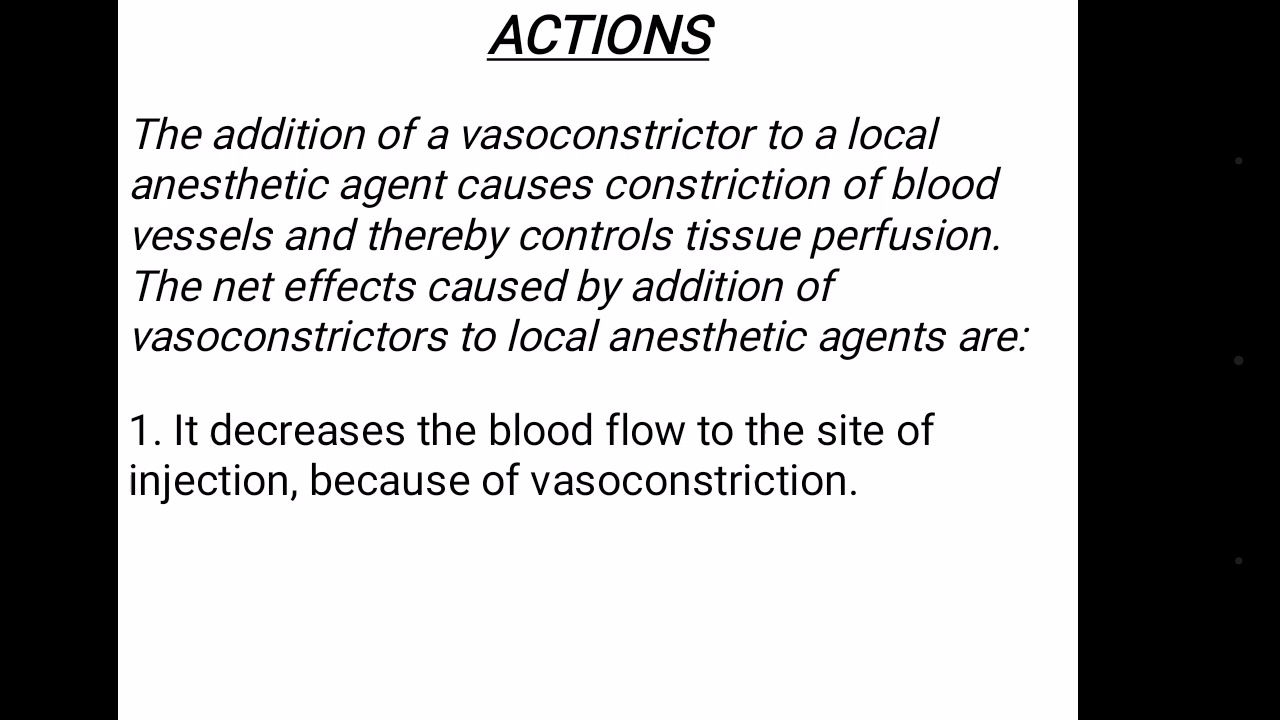 ACTIONS
The addition of a vasoconstrictor to a local
anesthetic agent causes constriction of blood
vessels and thereby controls tissue perfusion.
The net effects caused by addition of
vasoconstrictors to local anesthetic agents are:
1. It decreases the blood flow to the site of
injection, because of vasoconstriction.